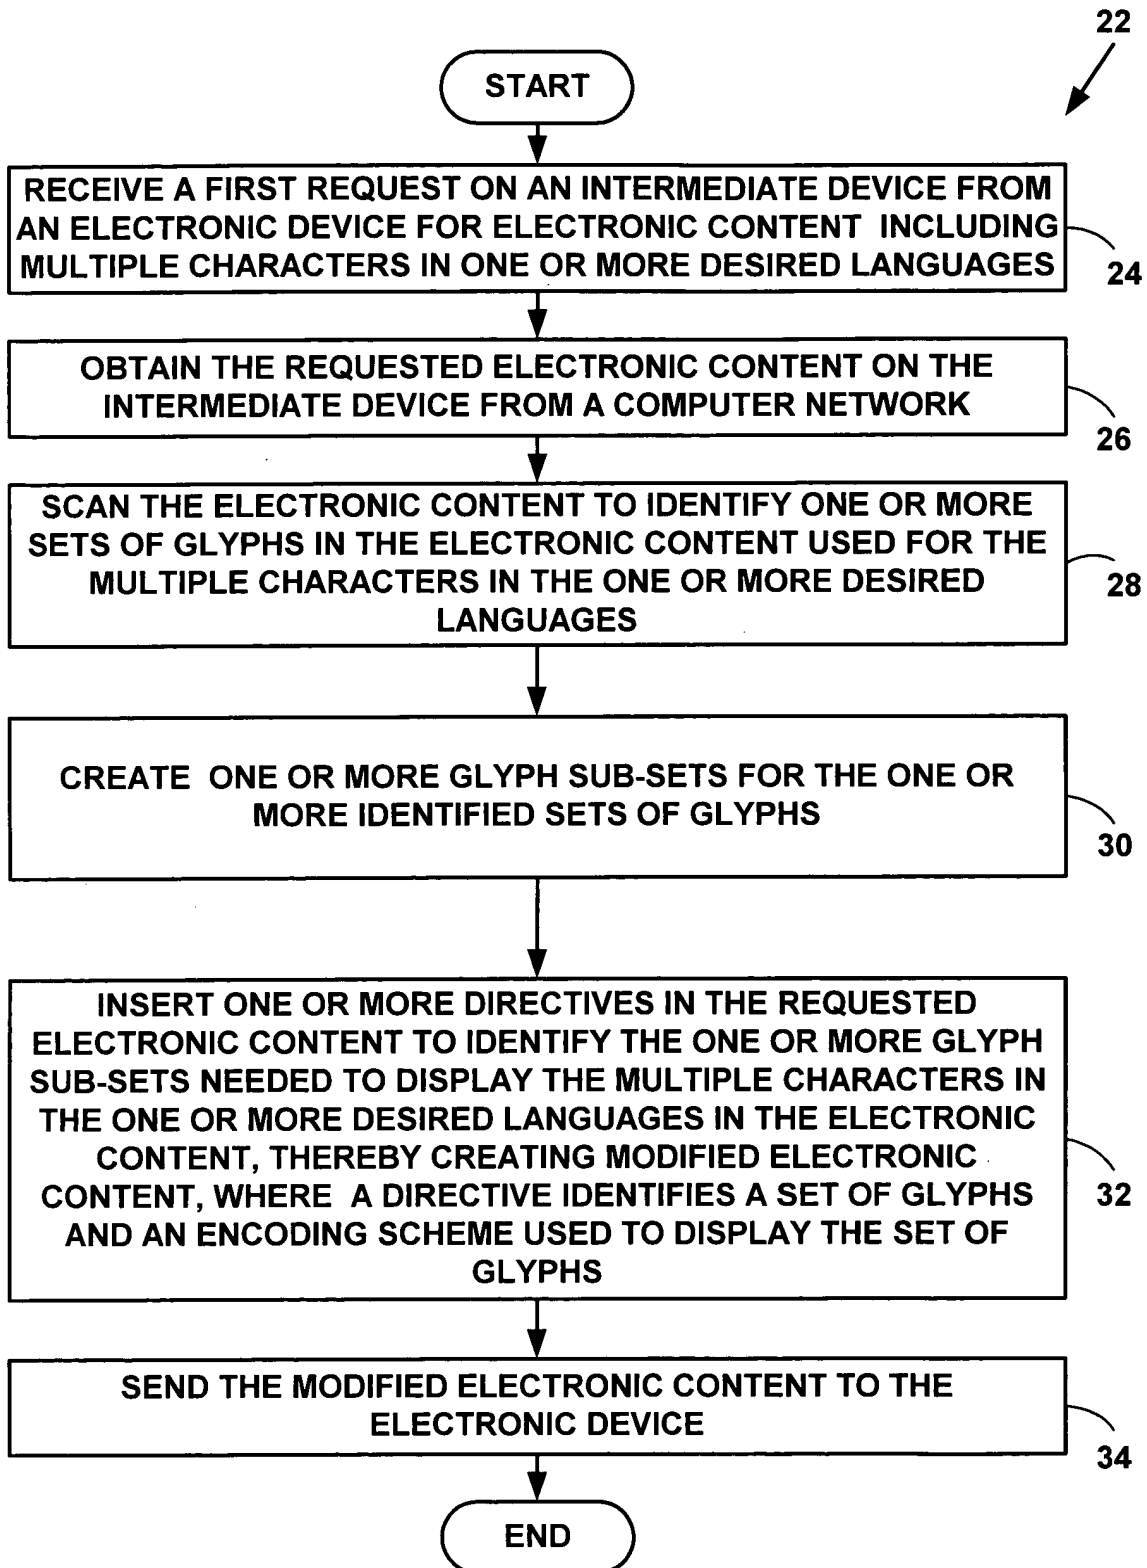 22
START
RECEIVE A FIRST REQUEST ON AN INTERMEDIATE DEVICE FROM
AN ELECTRONIC DEVICE FOR ELECTRONIC CONTENT INCLUDING
MULTIPLE CHARACTERS IN ONE OR MORE DESIRED LANGUAGES
24
OBTAIN THE REQUESTED ELECTRONIC CONTENT ON THE
INTERMEDIATE DEVICE FROM A COMPUTER NETWORK
26
SCAN THE ELECTRONIC CONTENT TO IDENTIFY ONE OR MORE
SETS OF GLYPHS IN THE ELECTRONIC CONTENT USED FOR THE
MULTIPLE CHARACTERS IN THE ONE OR MORE DESIRED
LANGUAGES
28
CREATE ONE OR MORE GLYPH SUB-SETS FOR THE ONE OR
MORE IDENTIFIED SETS OF GLYPHS
30
INSERT ONE OR MORE DIRECTIVES IN THE REQUESTED
ELECTRONIC CONTENT TO IDENTIFY THE ONE OR MORE GLYPH
SUB-SETS NEEDED TO DISPLAY THE MULTIPLE CHARACTERS IN
THE ONE OR MORE DESIRED LANGUAGES IN THE ELECTRONIC
CONTENT, THEREBY CREATING MODIFIED ELECTRONIC
CONTENT, WHERE A DIRECTIVE IDENTIFIES A SET OF GLYPHS
AND AN ENCODING SCHEME USED TO DISPLAY THE SET OF
GLYPHS
32
SEND THE MODIFIED ELECTRONIC CONTENT TO THE
ELECTRONIC DEVICE
34
END